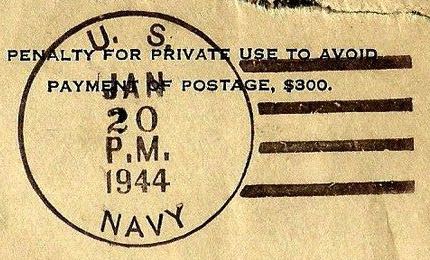 U. S.
PENALTY FOR PRIVATE USE TO AVOID
PAYMENT OF POSTAGE, $300.
JAN
20
P.M.
1944
NAVY